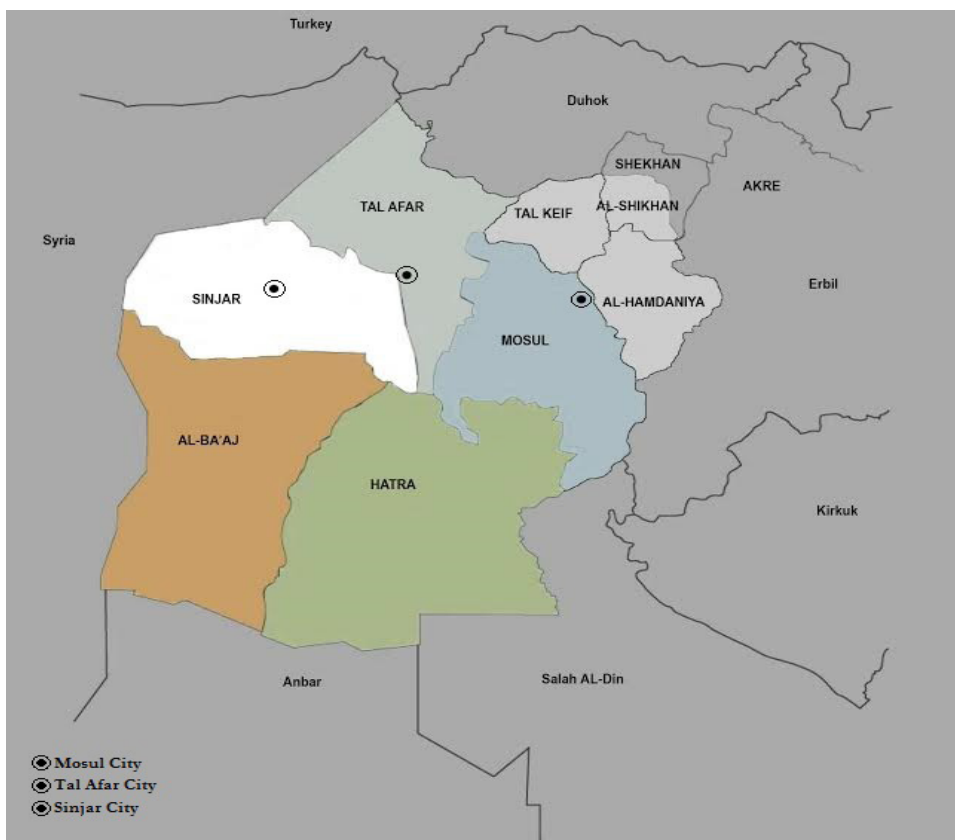 Turkey
Duhok
SHEKHAN
AKRE
TAL AFAR
TAL KEIF
AL-SHIKHAN
Syria
SINJAR
AL-HAMDANIYA
Erbil
MOSUL
AL-BA'AJ
HATRA
Kirkuk
Anbar
Salah AL-Din
Mosul City
Tal Afar City
Sinjar City